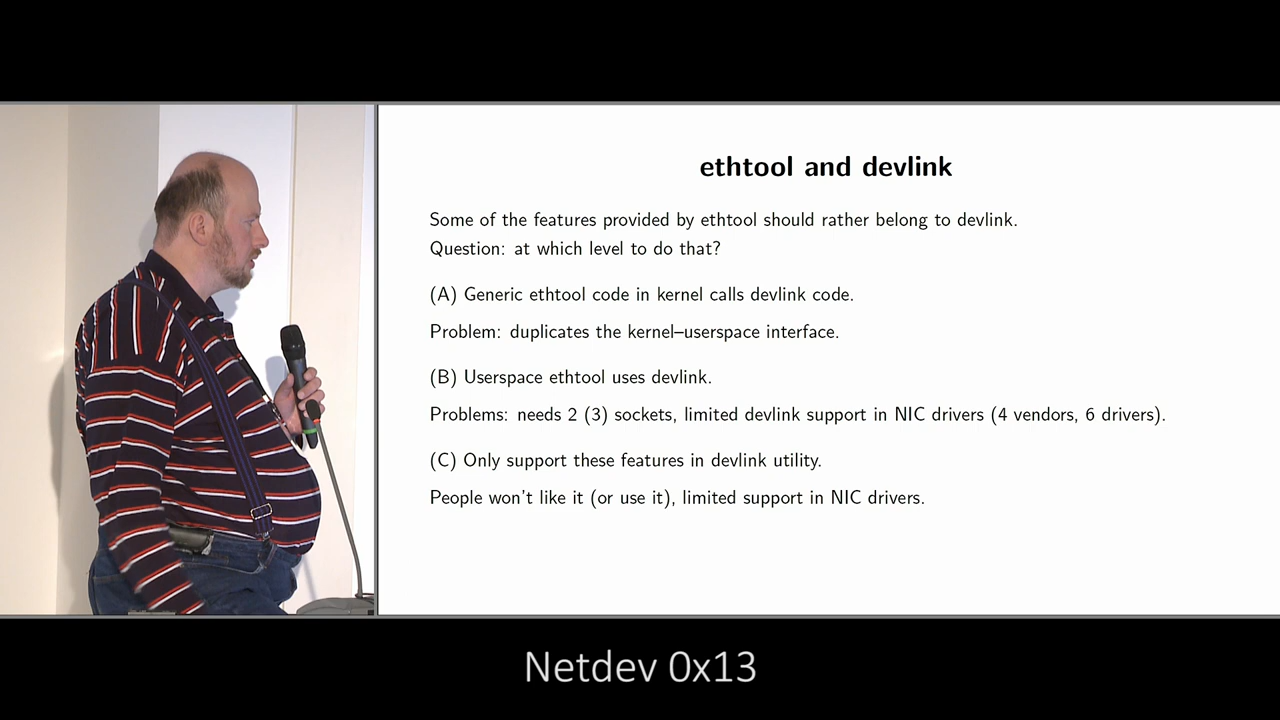 ethtool and devlink
Some of the features provided by ethtool should rather belong to devlink.
Question: at which level to do that?
(A) Generic ethtool code in kernel calls devlink code.
Problem: duplicates the kernel–userspace interface.
(B) Userspace ethtool uses devlink.
Problems: needs 2 (3) sockets, limited devlink support in NIC drivers (4 vendors, 6 drivers).
(C) Only support these features in devlink utility.
People won't like it (or use it), limited support in NIC drivers.
Netdev 0x13